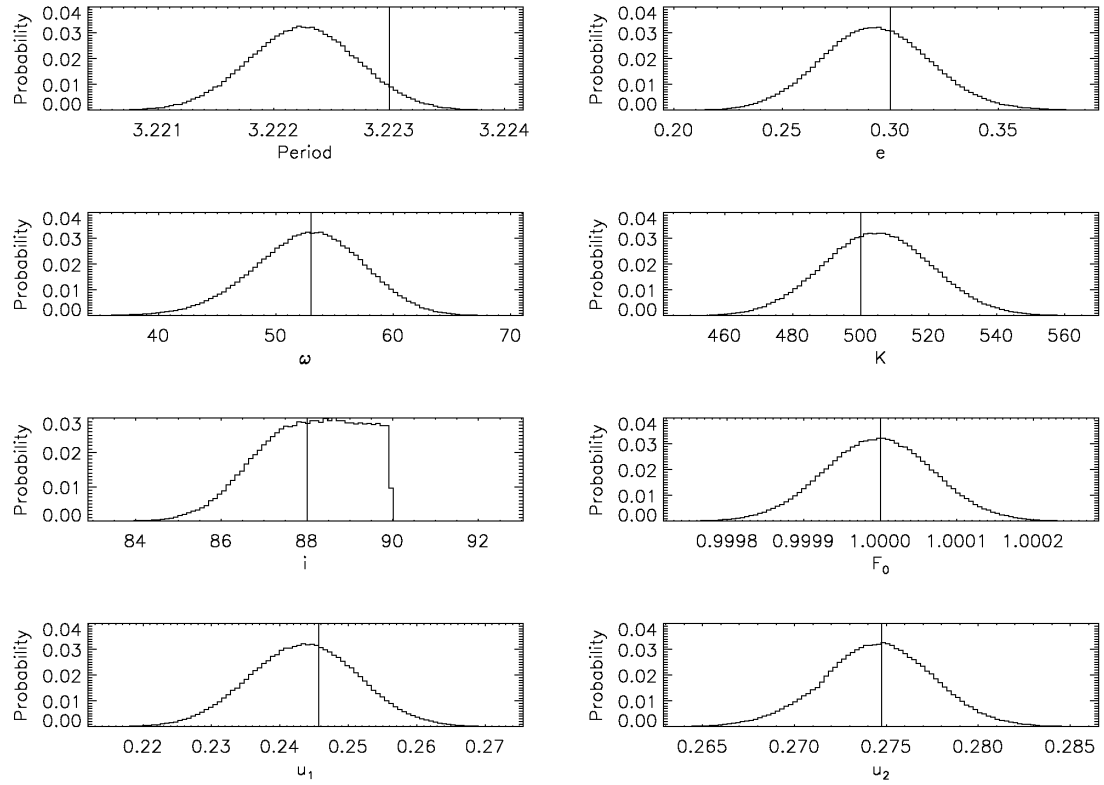 Probability
0.04
0.03
0.02
0.01
0.00
3.221 3.222 3.223 3.224
Period
Probability
0.04
0.03
0.02
0.01
0.00
0.20 0.25 0.30 0.35
e
Probability
0.04
0.03
0.02
0.01
0.00
40 50 60 70
ω
Probability
0.04
0.03
0.02
0.01
0.00
460 480 500 520 540 560
K
Probability
0.03
0.02
0.01
0.00
84 86 88 90 92
i
Probability
0.04
0.03
0.02
0.01
0.00
0.9998 0.9999 1.0000 1.0001 1.0002
F₀
Probability
0.04
0.03
0.02
0.01
0.00
0.22 0.23 0.24 0.25 0.26 0.27
u₁
Probability
0.04
0.03
0.02
0.01
0.00
0.265 0.270 0.275 0.280 0.285
u₂